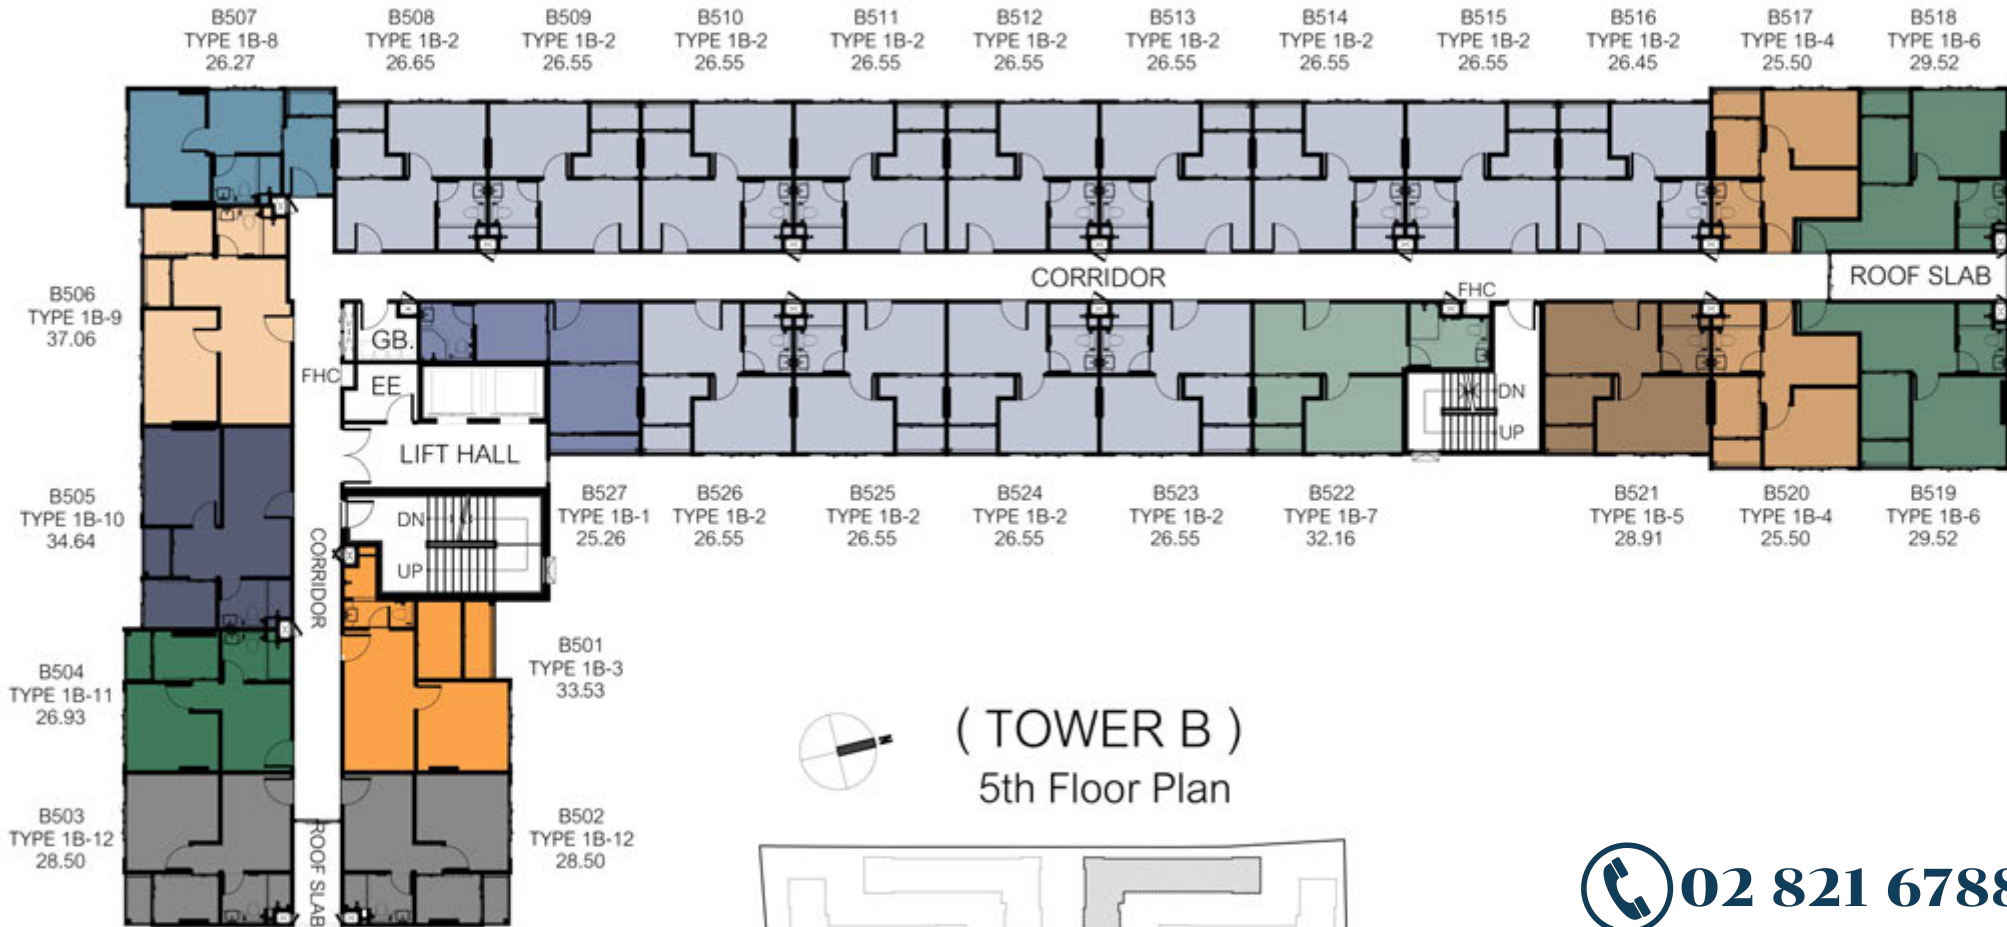 B507
TYPE 1B-8
26.27
B508
TYPE 1B-2
26.65
B509
TYPE 1B-2
26.55
B510
TYPE 1B-2
26.55
B511
TYPE 1B-2
26.55
B512
TYPE 1B-2
26.55
B513
TYPE 1B-2
26.55
B514
TYPE 1B-2
26.55
B515
TYPE 1B-2
26.55
B516
TYPE 1B-2
26.45
B517
TYPE 1B-4
25.50
B518
TYPE 1B-6
29.52
CORRIDOR
ROOF SLAB
FHC
B506
TYPE 1B-9
37.06
GB.
FHC
EE
LIFT HALL
DN
UP
B505
TYPE 1B-10
34.64
CORRIDOR
DN
UP
B527
TYPE 1B-1
25.26
B526
TYPE 1B-2
26.55
B525
TYPE 1B-2
26.55
B524
TYPE 1B-2
26.55
B523
TYPE 1B-2
26.55
B522
TYPE 1B-7
32.16
B521
TYPE 1B-5
28.91
B520
TYPE 1B-4
25.50
B519
TYPE 1B-6
29.52
B504
TYPE 1B-11
26.93
B501
TYPE 1B-3
33.53
N
( TOWER B )
5th Floor Plan
B503
TYPE 1B-12
28.50
ROOF SLAB
B502
TYPE 1B-12
28.50
02 821 6788